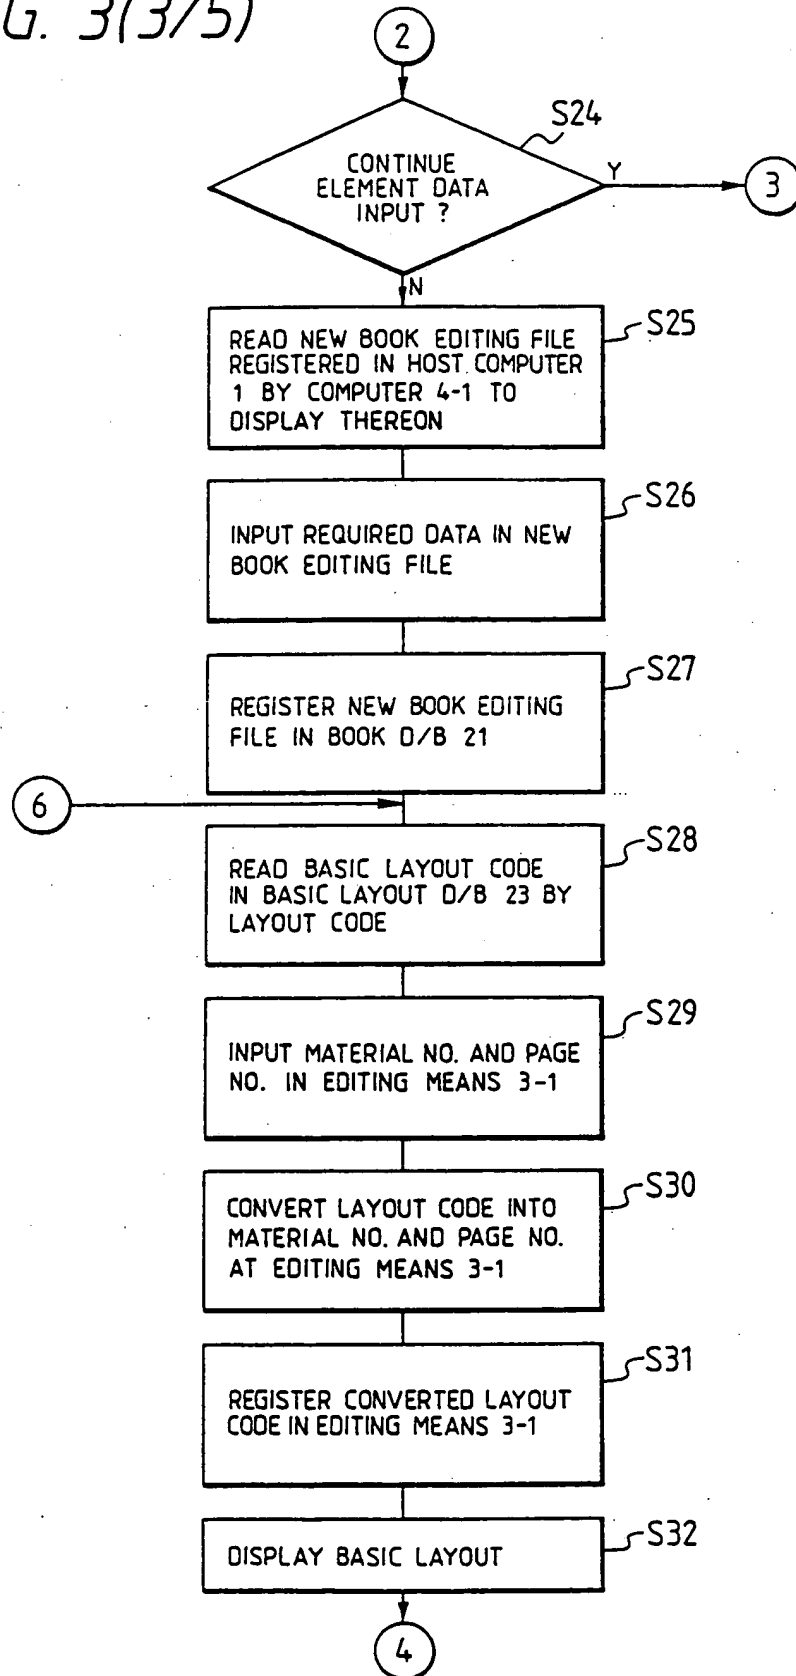 G. 3(3/5)
2
S24
CONTINUE
ELEMENT DATA
INPUT ?
Y
3
N
S25
READ NEW BOOK EDITING FILE
REGISTERED IN HOST COMPUTER
1 BY COMPUTER 4-1 TO
DISPLAY THEREON
S26
INPUT REQUIRED DATA IN NEW
BOOK EDITING FILE
S27
REGISTER NEW BOOK EDITING
FILE IN BOOK D/B 21
6
S28
READ BASIC LAYOUT CODE
IN BASIC LAYOUT D/B 23 BY
LAYOUT CODE
S29
INPUT MATERIAL NO. AND PAGE
NO. IN EDITING MEANS 3-1
S30
CONVERT LAYOUT CODE INTO
MATERIAL NO. AND PAGE NO.
AT EDITING MEANS 3-1
S31
REGISTER CONVERTED LAYOUT
CODE IN EDITING MEANS 3-1
S32
DISPLAY BASIC LAYOUT
4